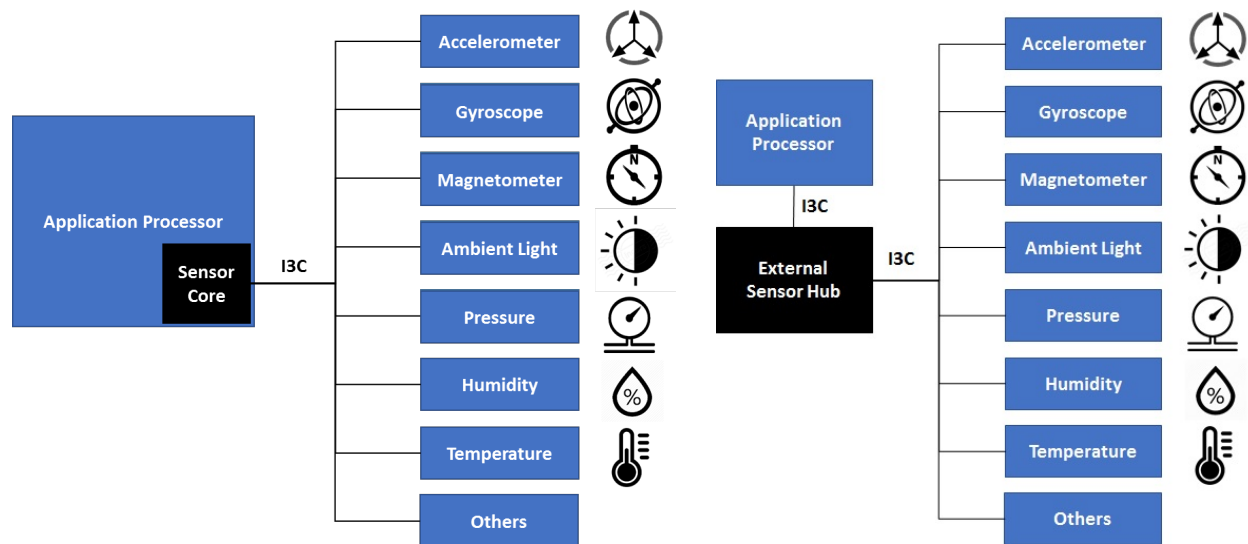 Accelerometer
Gyroscope
Magnetometer
N
Application Processor
Ambient Light
Sensor
Core
I3C
Pressure
Humidity
%
Temperature
Others
Accelerometer
Application
Processor
Gyroscope
Magnetometer
N
I3C
Ambient Light
External
Sensor Hub
I3C
Pressure
Humidity
%
Temperature
Others